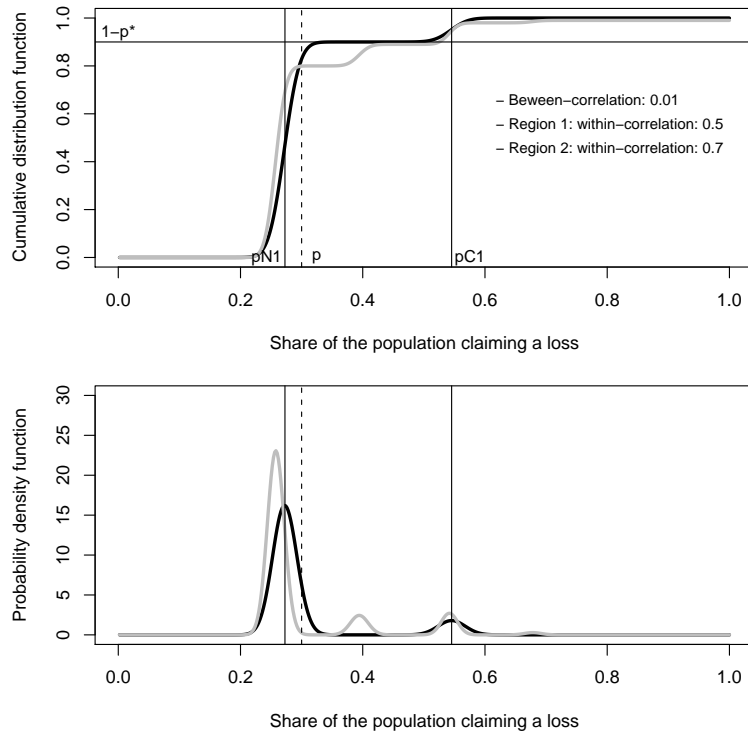 Cumulative distribution function
1.0
0.8
0.6
0.4
0.2
0.0
1−p*
− Beween−correlation: 0.01
− Region 1: within−correlation: 0.5
− Region 2: within−correlation: 0.7
pN1 p pC1
0.0 0.2 0.4 0.6 0.8 1.0
Share of the population claiming a loss
Probability density function
30
25
20
15
10
5
0
0.0 0.2 0.4 0.6 0.8 1.0
Share of the population claiming a loss